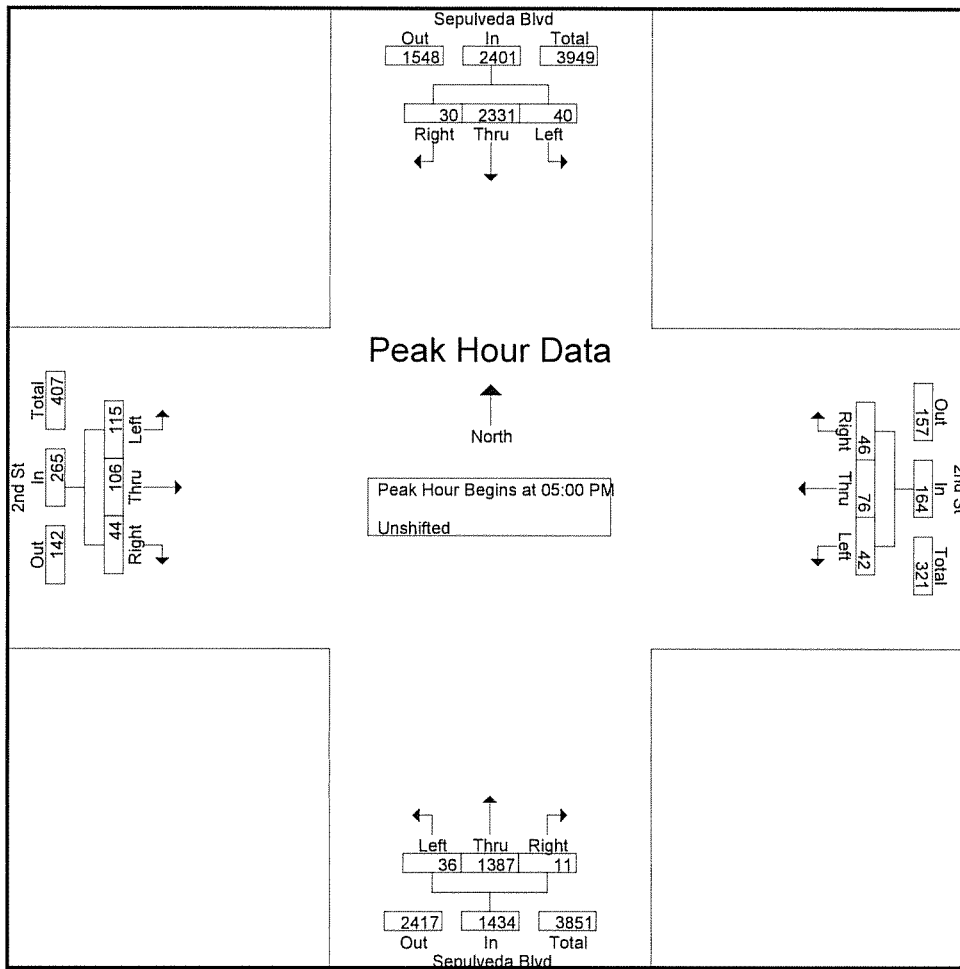 Sepulveda Blvd
Out In Total
1548 2401 3949
30 2331 40
Right Thru Left
Peak Hour Data
North
Peak Hour Begins at 05:00 PM
Unshifted
2nd St
Out In Total
142 265 407
44 106 115
Right Thru Left
2nd St
Out In Total
157 164 321
46 76 42
Right Thru Left
Left Thru Right
36 1387 11
2417 1434 3851
Out In Total
Sepulveda Blvd